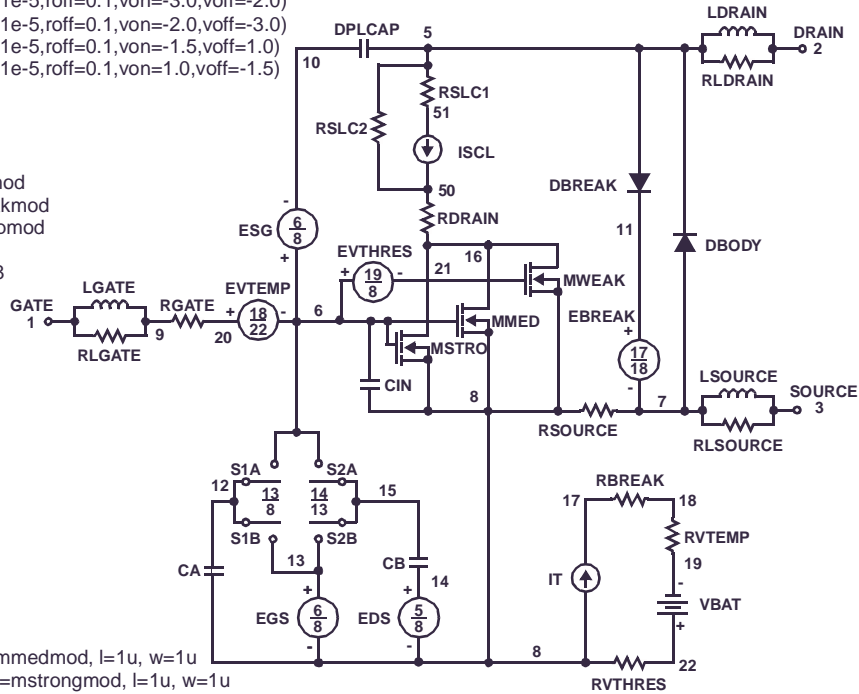 1e-5,roff=0.1,von=-3.0,voff=-2.0)
1e-5,roff=0.1,von=-2.0,voff=-3.0)
1e-5,roff=0.1,von=-1.5,voff=1.0)
1e-5,roff=0.1,von=1.0,voff=-1.5)
LDRAIN
DPLCAP 5 DRAIN
10 2
RLDRAIN
RSLC1
51
RSLC2
ISCL
50
DBREAK
RDRAIN
11
DBODY
ESG 6 8
- +
EVTHRES
+ 19 8 - 21
16
MWEAK
kmod
omod
LGATE
GATE
1
RLGATE
9
RGATE
20
EVTEMP
+ 18 22 -
6
MMED
MSTRO
EBREAK
+ 17 18 -
CIN
8
RSOURCE
7
LSOURCE
SOURCE
3
RLSOURCE
S1A S2A
12 13 8 14 13 15
S1B S2B
13
CA
CB
14
EGS + 6 8 -
EDS + 5 8 -
RBREAK
17 18
RVTEMP
19
IT
VBAT
- +
8
22
RVTHRES
mmedmod, l=1u, w=1u
=mstrongmod, l=1u, w=1u